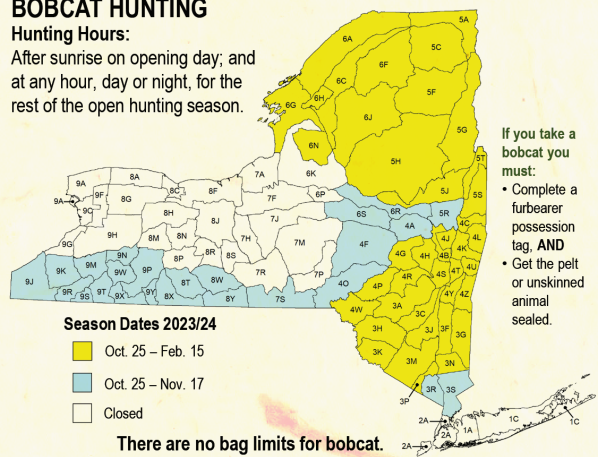 BOBCAT HUNTING
Hunting Hours:
After sunrise on opening day; and
at any hour, day or night, for the
rest of the open hunting season.
If you take a
bobcat you
must:
• Complete a
furbearer
possession
tag, AND
• Get the pelt
or unskinned
animal
sealed.
5A
6A
5C
6F
6C
5F
6G
6H
6J
5G
6N
5H
5T
6K
7A
9A
8A
8C
8F
6P
5J
5S
9F
8G
7F
9A
9C
8H
8J
7J
6S
6R
5R
4C
4A
9G
9H
8M
8N
7H
7M
4F
4J
4L
4G
4H
4B
4K
8P
8R
8S
7R
7P
9N
9K
9M
9W
9P
8T
8W
4O
4P
4R
4S
4T
4U
9J
9R
9S
9T
9X
9Y
8X
8Y
7S
4W
3A
3C
4Y
4Z
3H
3J
3F
3G
3K
3M
3N
3P
3R
3S
2A
2A
1A
1C
1C
Season Dates 2023/24
Oct. 25 – Feb. 15
Oct. 25 – Nov. 17
Closed
There are no bag limits for bobcat.